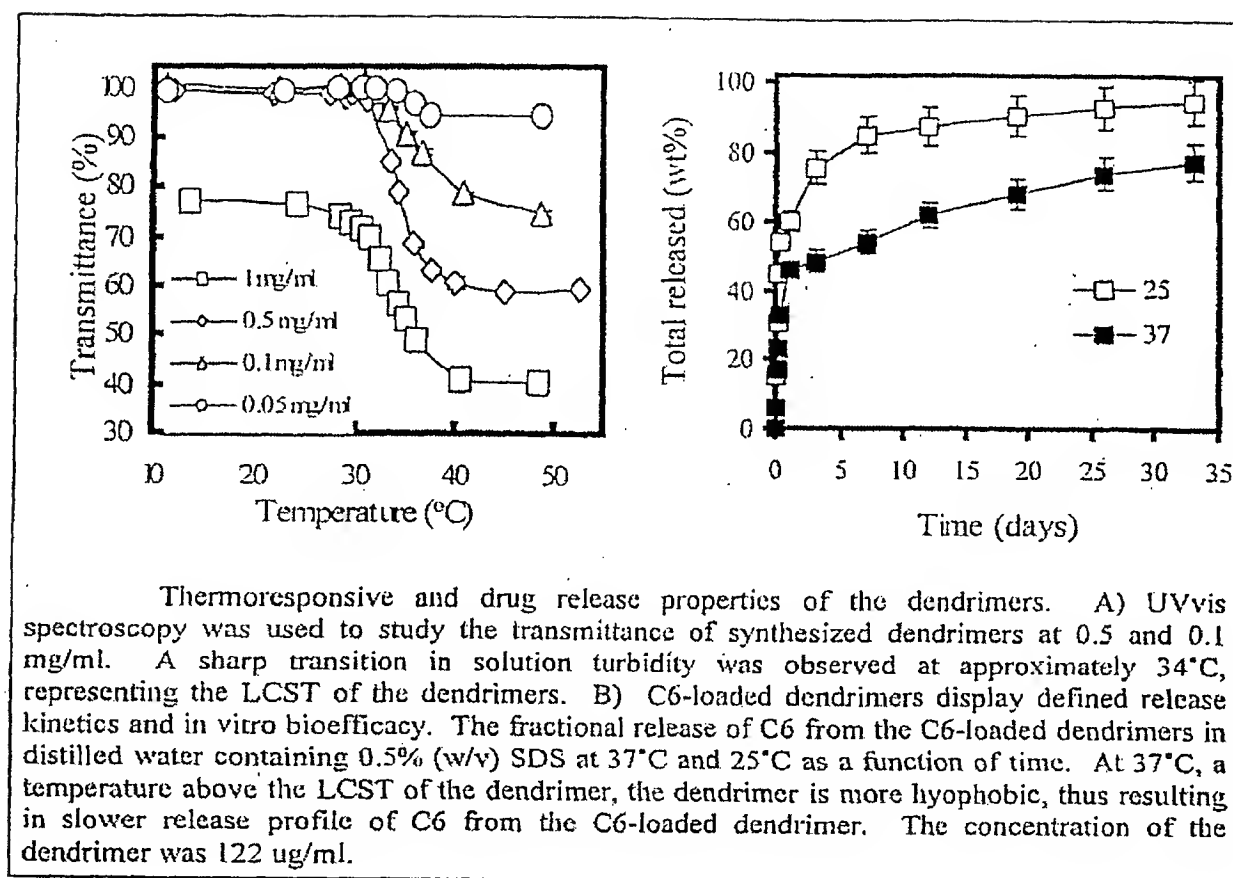 100
90
80
70
60
50
40
30
Transmittance (%)
1mg/ml
0.5mg/ml
0.1mg/ml
0.05mg/ml
10 20 30 40 50
Temperature (°C)
100
80
60
40
20
0
Total released (wt%)
25
37
0 5 10 15 20 25 30 35
Time (days)
Thermoresponsive and drug release properties of the dendrimers. A) UVvis
spectroscopy was used to study the transmittance of synthesized dendrimers at 0.5 and 0.1
mg/ml. A sharp transition in solution turbidity was observed at approximately 34°C,
representing the LCST of the dendrimers. B) C6-loaded dendrimers display defined release
kinetics and in vitro bioefficacy. The fractional release of C6 from the C6-loaded dendrimers in
distilled water containing 0.5% (w/v) SDS at 37°C and 25°C as a function of time. At 37°C, a
temperature above the LCST of the dendrimer, the dendrimer is more hyophobic, thus resulting
in slower release profile of C6 from the C6-loaded dendrimer. The concentration of the
dendrimer was 122 ug/ml.